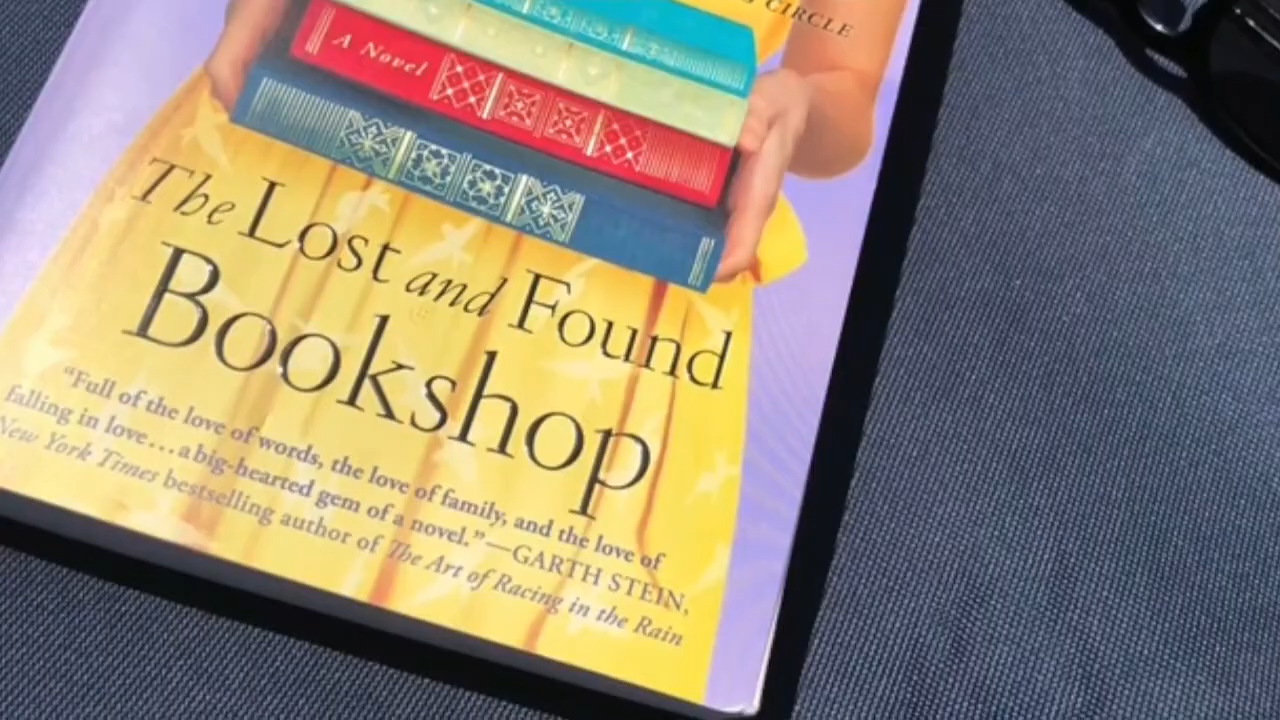 CIRCLE
A Novel
The Lost and Found
Bookshop
“Full of the love of words, the love of family, and the love of
falling in love...a big-hearted gem of a novel.”—GARTH STEIN,
New York Times bestselling author of The Art of Racing in the Rain